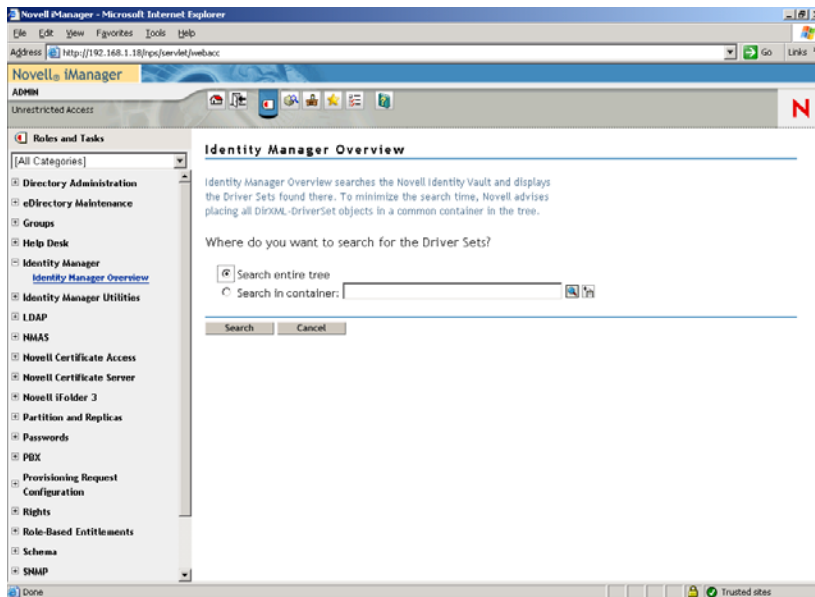 Novell iManager - Microsoft Internet Explorer
File Edit View Favorites Tools Help
Address http://192.168.1.18/nps/servlet/webacc Go Links
Novell® iManager
ADMIN
Unrestricted Access
N
Roles and Tasks
[All Categories]
Directory Administration
eDirectory Maintenance
Groups
Help Desk
Identity Manager
Identity Manager Overview
Identity Manager Utilities
LDAP
NMAS
Novell Certificate Access
Novell Certificate Server
Novell iFolder 3
Partition and Replicas
Passwords
PBX
Provisioning Request
Configuration
Rights
Role-Based Entitlements
Schema
SNMP
Identity Manager Overview
Identity Manager Overview searches the Novell Identity Vault and displays
the Driver Sets found there. To minimize the search time, Novell advises
placing all DirXML-DriverSet objects in a common container in the tree.
Where do you want to search for the Driver Sets?
Search entire tree
Search in container:
Search Cancel
Done Trusted sites